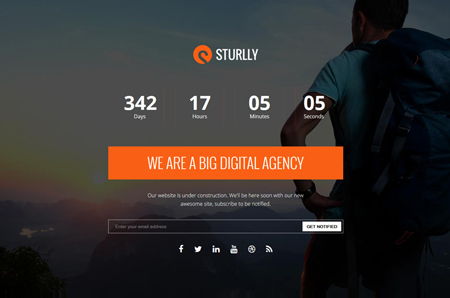 STURLLY
342 17 05 05
Days Hours Minutes Seconds
WE ARE A BIG DIGITAL AGENCY
Our website is under construction. We'll be here soon with our new
awesome site, subscribe to be notified.
Enter your email address GET NOTIFIED